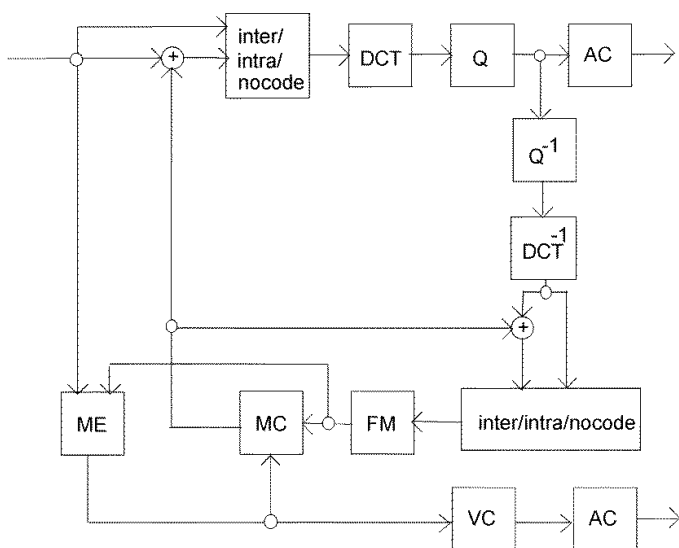 inter/
intra/
nocode
DCT
Q
AC
+
Q-1
DCT-1
+
ME
MC
FM
inter/intra/nocode
VC
AC